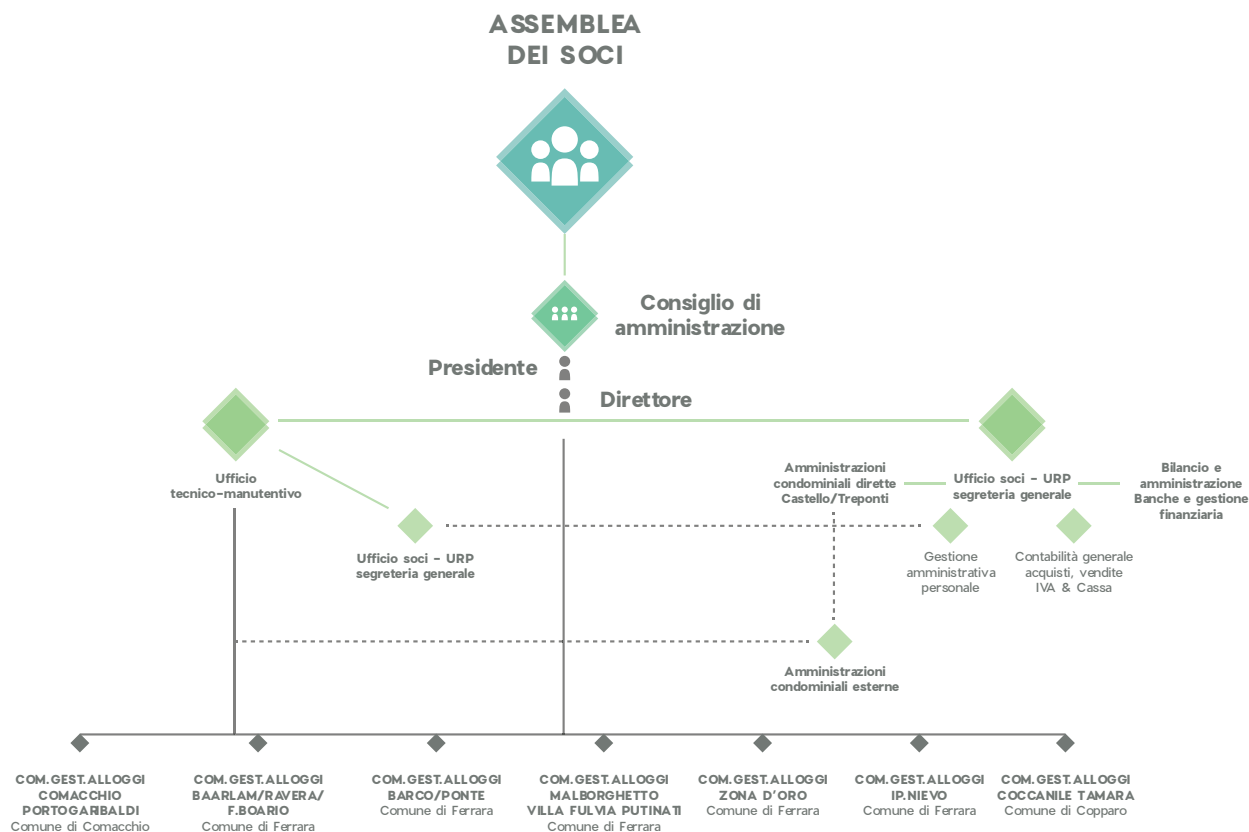 ASSEMBLEA
DEI SOCI
Consiglio di
amministrazione
Presidente
Direttore
Ufficio
tecnico-manutentivo
Ufficio soci - URP
segreteria generale
Amministrazioni
condominiali dirette
Castello/Treponti
Ufficio soci - URP
segreteria generale
Bilancio e
amministrazione
Banche e gestione
finanziaria
Gestione
amministrativa
personale
Contabilità generale
acquisti, vendite
IVA & Cassa
Amministrazioni
condominiali esterne
COM.GEST.ALLOGGI
COMACCHIO
PORTOGARIBALDI
Comune di Comacchio
COM.GEST.ALLOGGI
BAARLAM/RAVERA/
F.BOARIO
Comune di Ferrara
COM.GEST.ALLOGGI
BARCO/PONTE
Comune di Ferrara
COM.GEST.ALLOGGI
MALBORGHETTO
VILLA FULVIA PUTINATI
Comune di Ferrara
COM.GEST.ALLOGGI
ZONA D'ORO
Comune di Ferrara
COM.GEST.ALLOGGI
IP.NIEVO
Comune di Ferrara
COM.GEST.ALLOGGI
COCCANILE TAMARA
Comune di Copparo